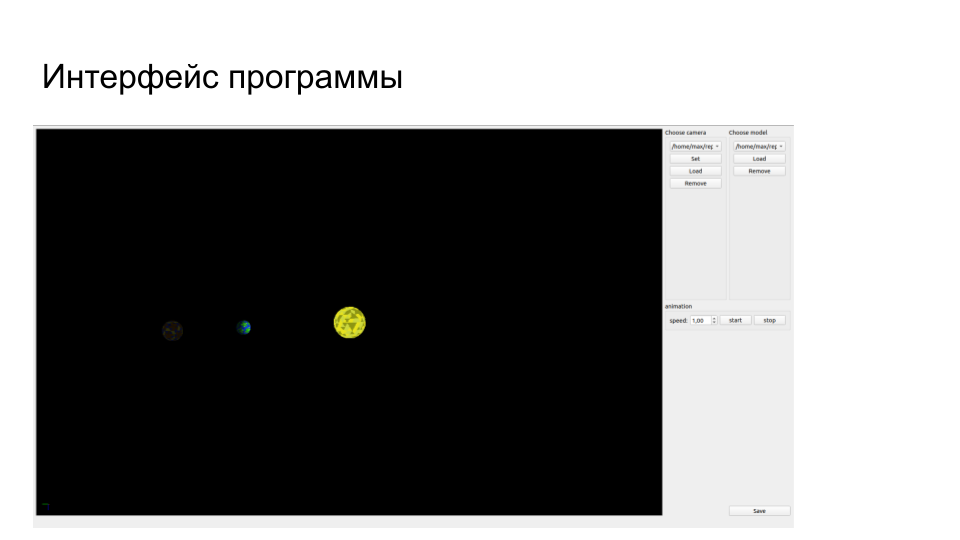 Интерфейс программы
Choose camera
Choose model
/home/max/rep
/home/max/rep
Set
Load
Load
Remove
Remove
animation
speed: 1,00 start stop
Save